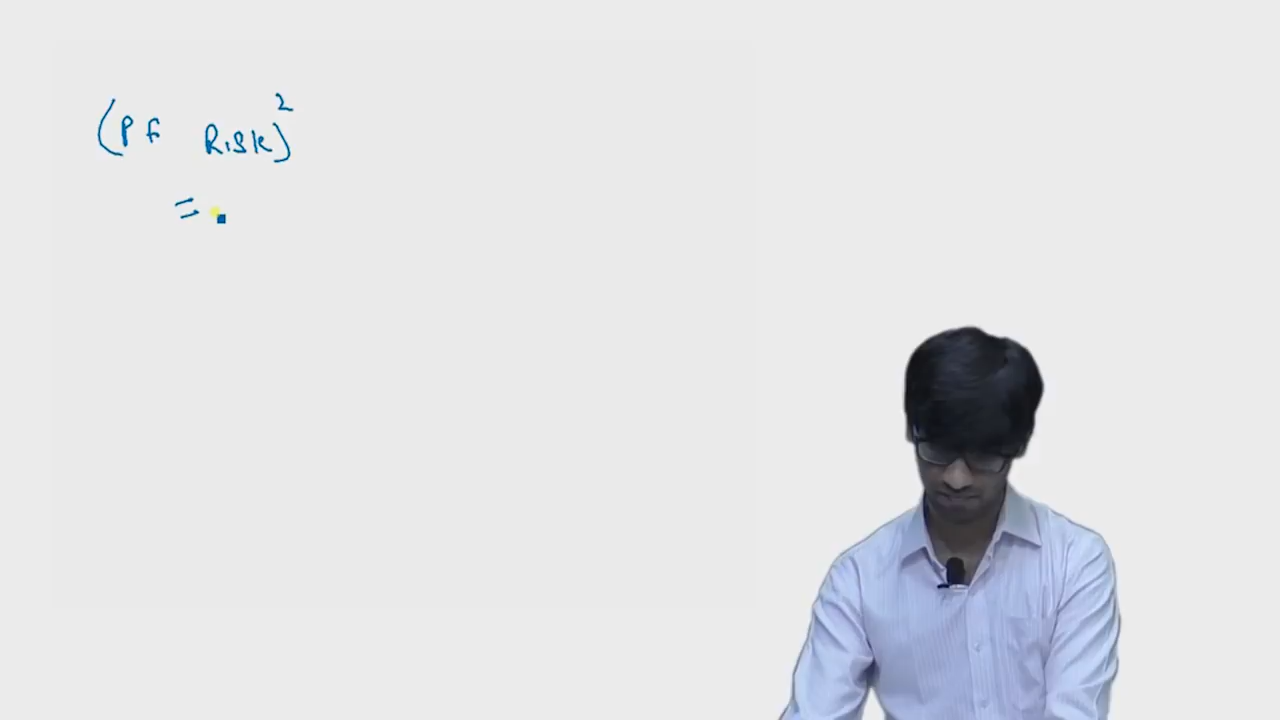 (PF Risk)²
=